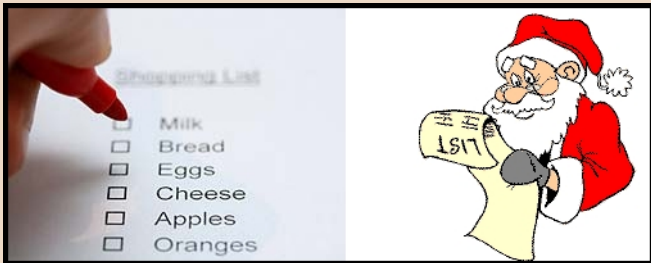 Shopping List
Milk
Bread
Eggs
Cheese
Apples
Oranges
LIST